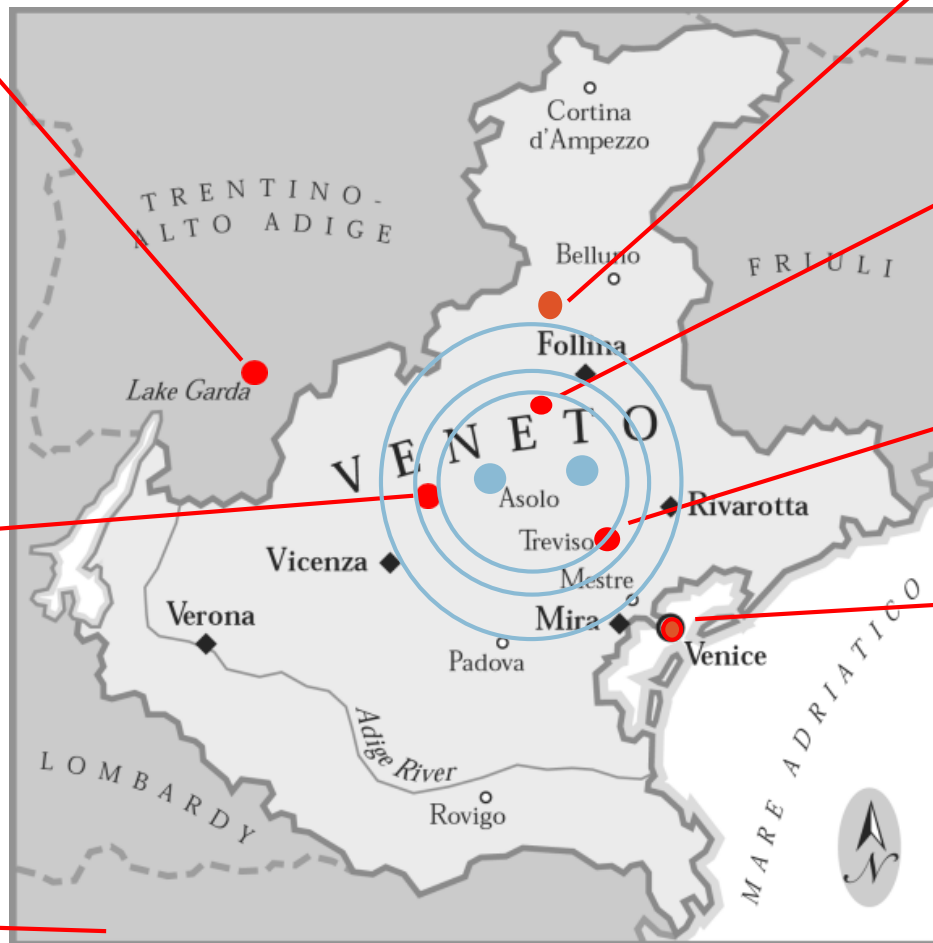 Cortina
d'Ampezzo
TRENTINO-
ALTO ADIGE
Belluno
FRIULI
Follina
Lake Garda
VENETO
Asolo
Rivarotta
Treviso
Vicenza
Mestre
Verona
Mira
Padova
Venice
Adige River
MARE ADRIATICO
LOMBARDY
Rovigo
N